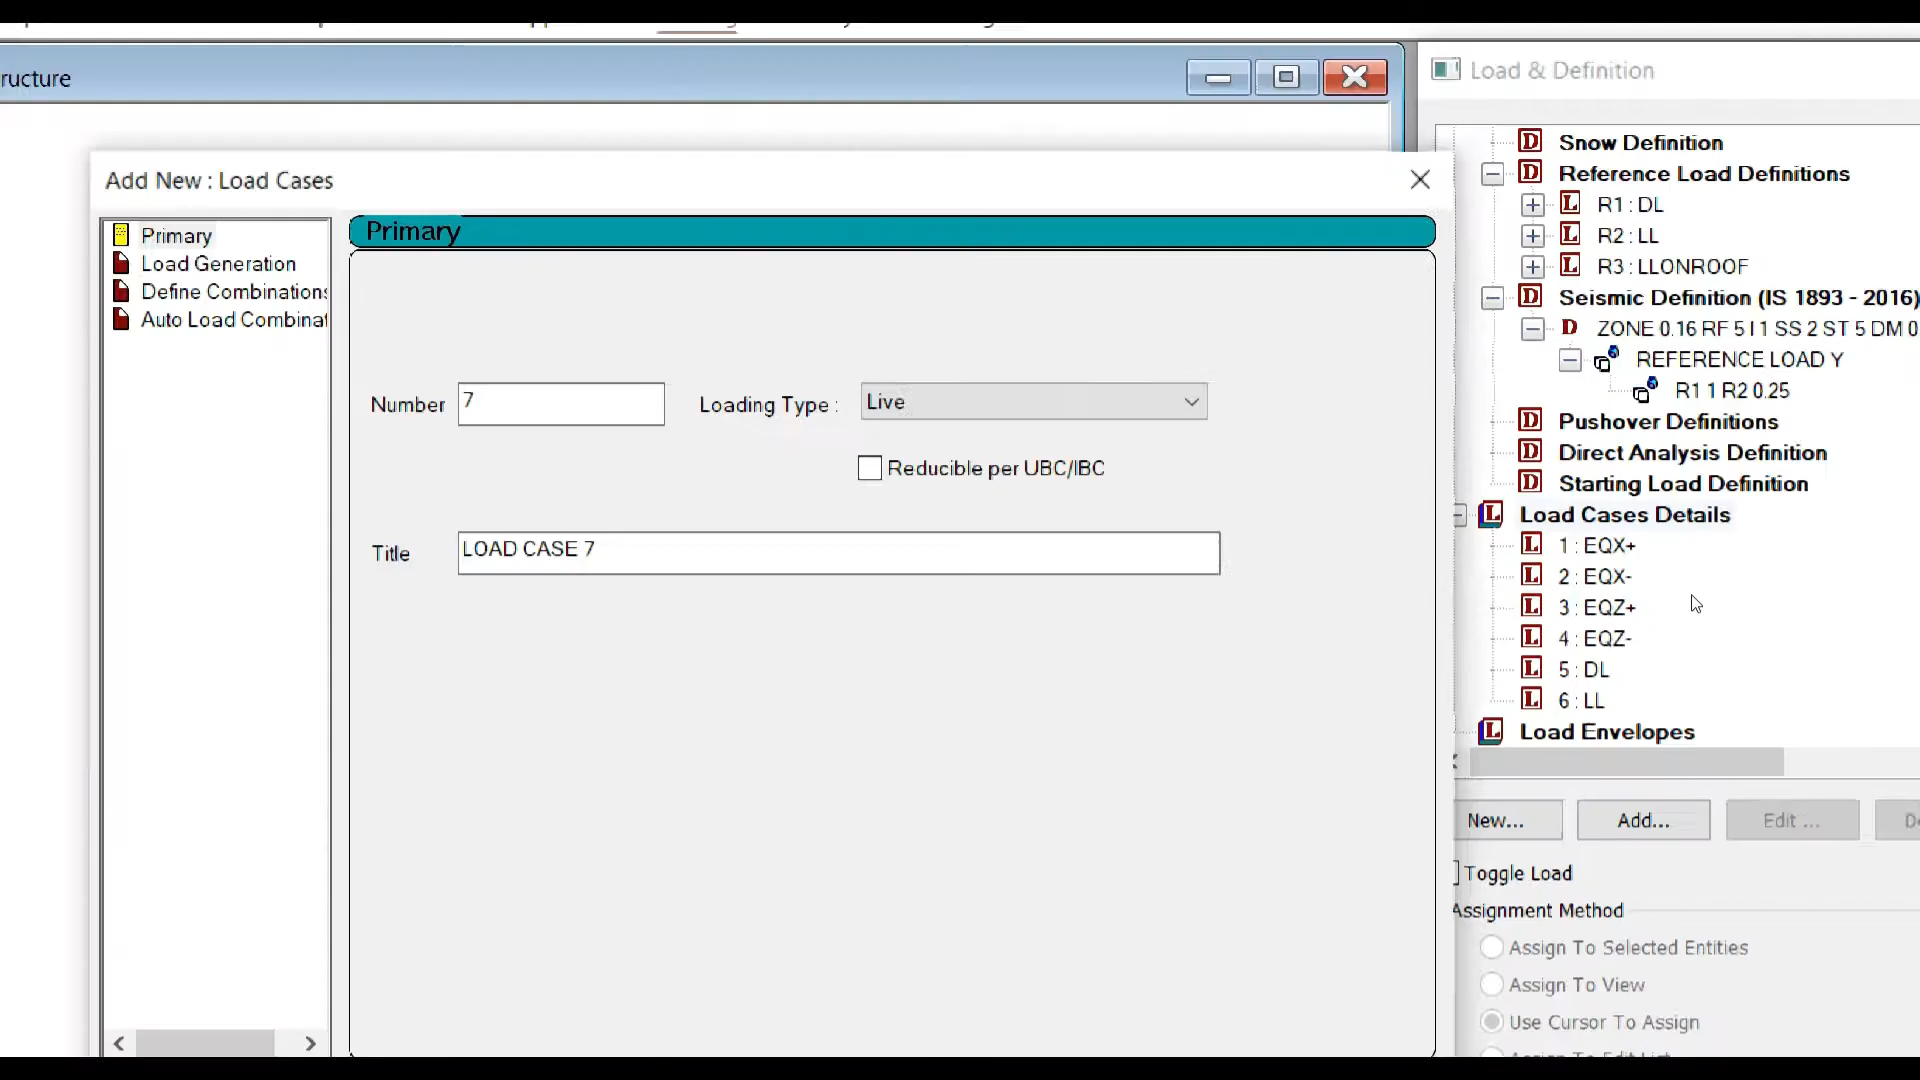 ructure
Load & Definition
Add New : Load Cases
Primary
Load Generation
Define Combinations
Auto Load Combinat
Primary
Number
7
Loading Type :
Live
Reducible per UBC/IBC
Title
LOAD CASE 7
Snow Definition
Reference Load Definitions
R1 : DL
R2 : LL
R3 : LLONROOF
Seismic Definition (IS 1893 - 2016)
ZONE 0.16 RF 5 I 1 SS 2 ST 5 DM 0
REFERENCE LOAD Y
R1 1 R2 0.25
Pushover Definitions
Direct Analysis Definition
Starting Load Definition
Load Cases Details
1 : EQX+
2 : EQX-
3 : EQZ+
4 : EQZ-
5 : DL
6 : LL
Load Envelopes
New...
Add...
Edit ...
De
Toggle Load
Assignment Method
Assign To Selected Entities
Assign To View
Use Cursor To Assign
Assign To Edit List